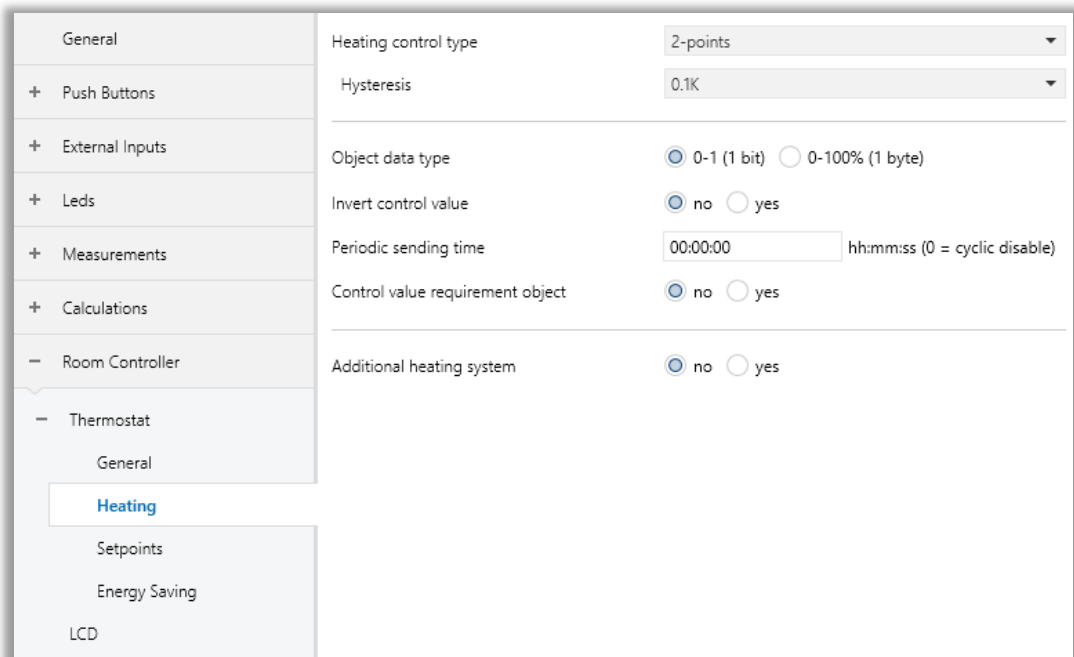 General
+ Push Buttons
+ External Inputs
+ Leds
+ Measurements
+ Calculations
− Room Controller
− Thermostat
General
Heating
Setpoints
Energy Saving
LCD
Heating control type 2-points
Hysteresis 0.1K
Object data type 0-1 (1 bit) 0-100% (1 byte)
Invert control value no yes
Periodic sending time 00:00:00 hh:mm:ss (0 = cyclic disable)
Control value requirement object no yes
Additional heating system no yes